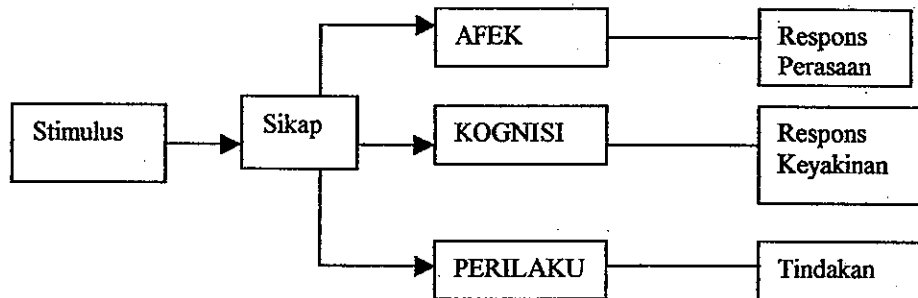 AFEK
Respons
Perasaan
Stimulus
Sikap
KOGNISI
Respons
Keyakinan
PERILAKU
Tindakan